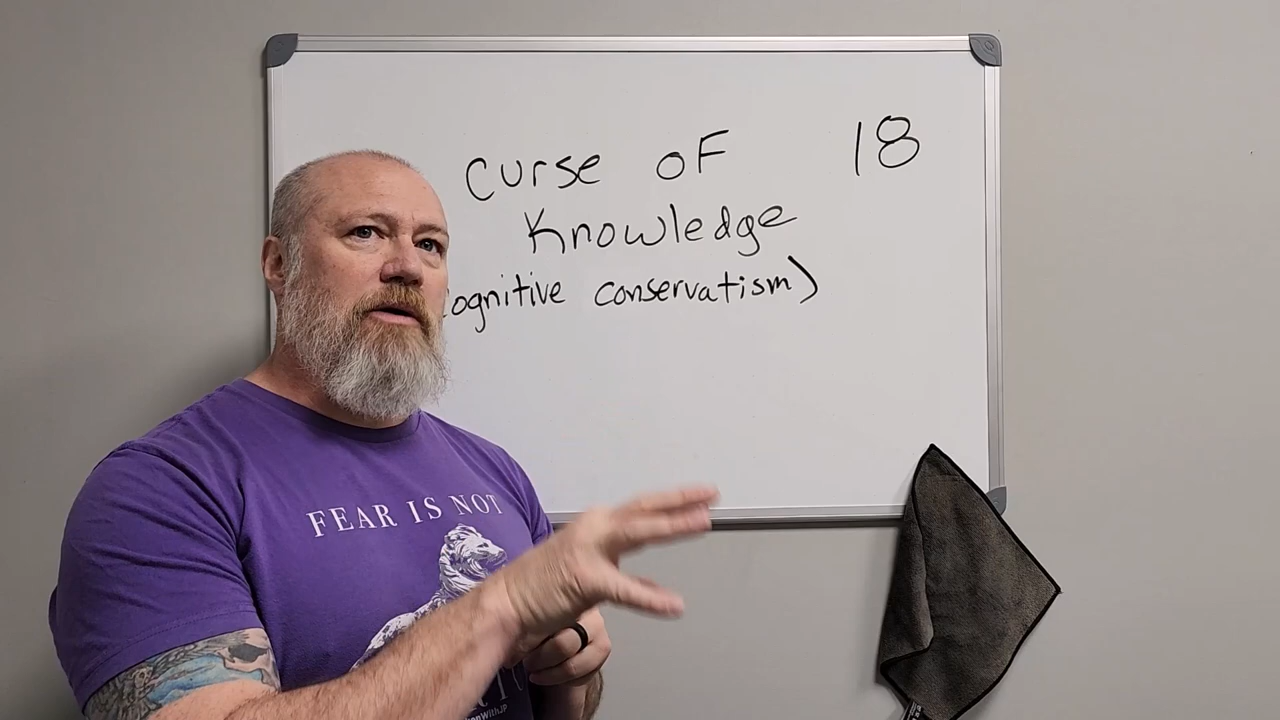 Curse of 18
Knowledge
ognitive conservatism)
FEAR IS NOT